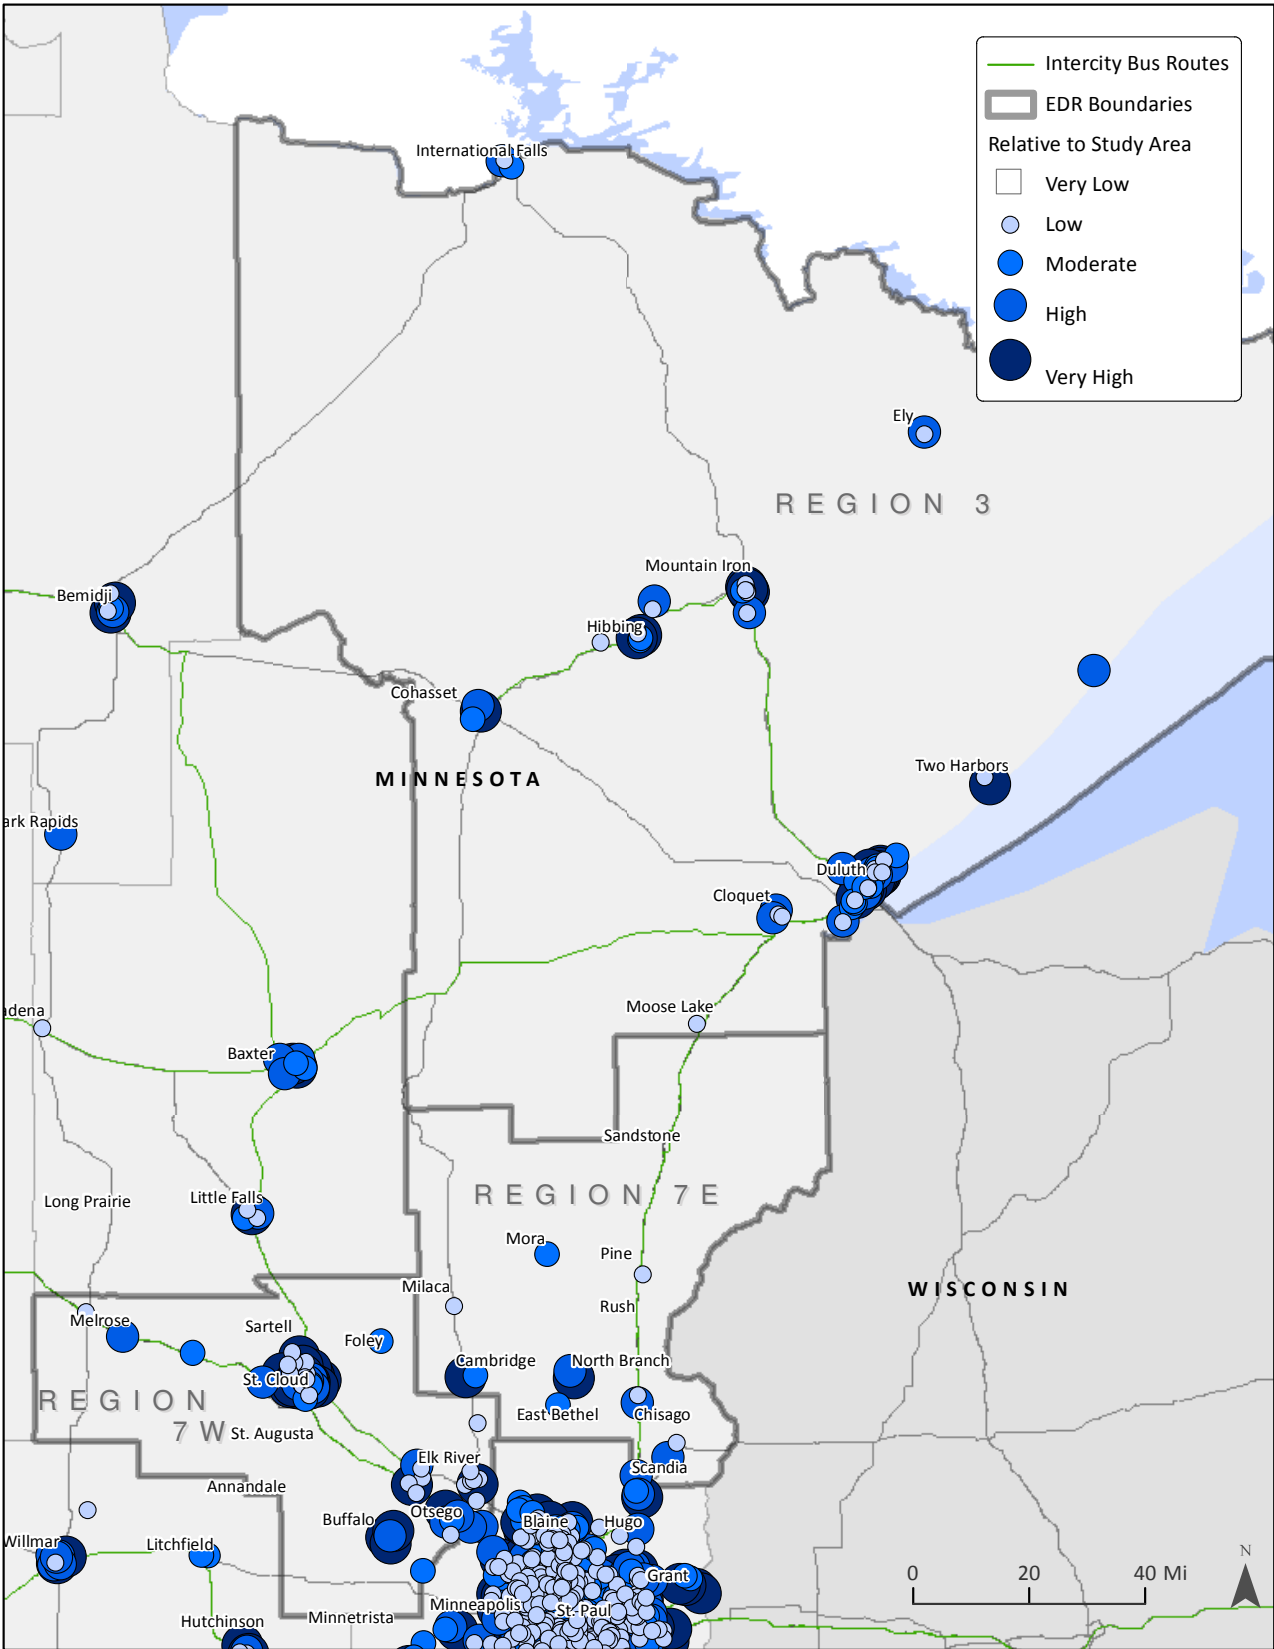 Intercity Bus Routes
EDR Boundaries
Relative to Study Area
Very Low
Low
Moderate
High
Very High
International Falls
Ely
REGION 3
Mountain Iron
Bemidji
Hibbing
Cohasset
MINNESOTA
Two Harbors
ark Rapids
Duluth
Cloquet
Moose Lake
adena
Baxter
Sandstone
REGION 7E
Long Prairie
Little Falls
Mora
Pine
Milaca
Rush
WISCONSIN
Melrose
Sartell
Foley
Cambridge
North Branch
St. Cloud
REGION
7W
East Bethel
Chisago
St. Augusta
Elk River
Scandia
Annandale
Otsego
Buffalo
Blaine
Hugo
Willmar
Litchfield
Grant
Minneapolis
St. Paul
Hutchinson
Minnetrista
0 20 40 Mi
N